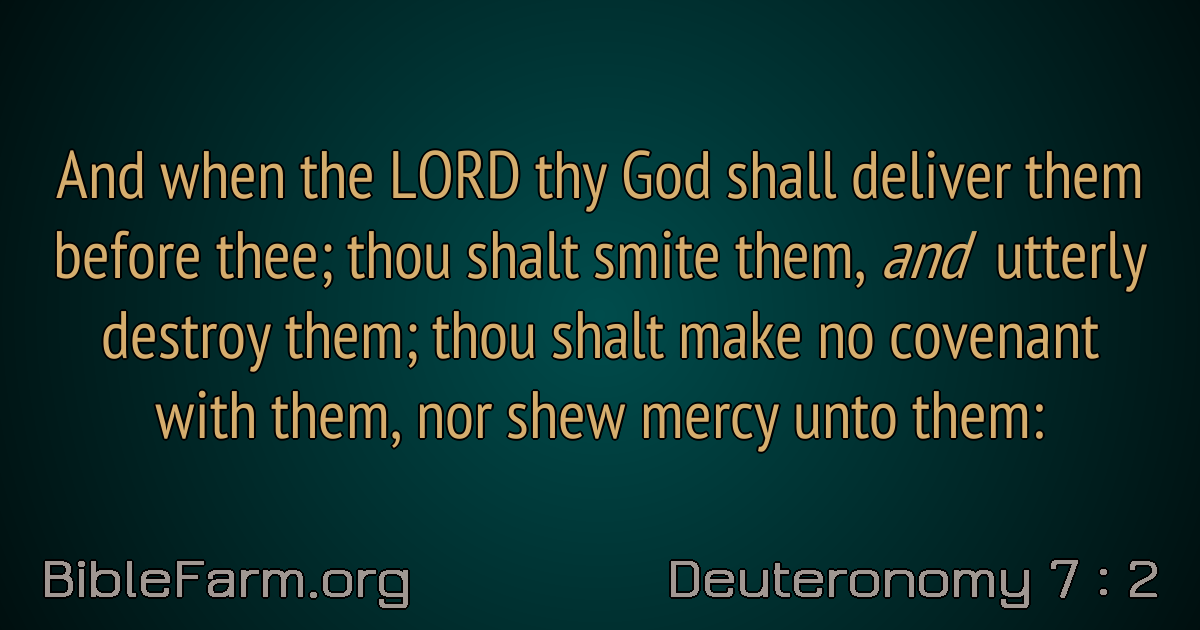 And when the LORD thy God shall deliver them
before thee; thou shalt smite them, and utterly
destroy them; thou shalt make no covenant
with them, nor shew mercy unto them:
BibleFarm.org
Deuteronomy 7 : 2